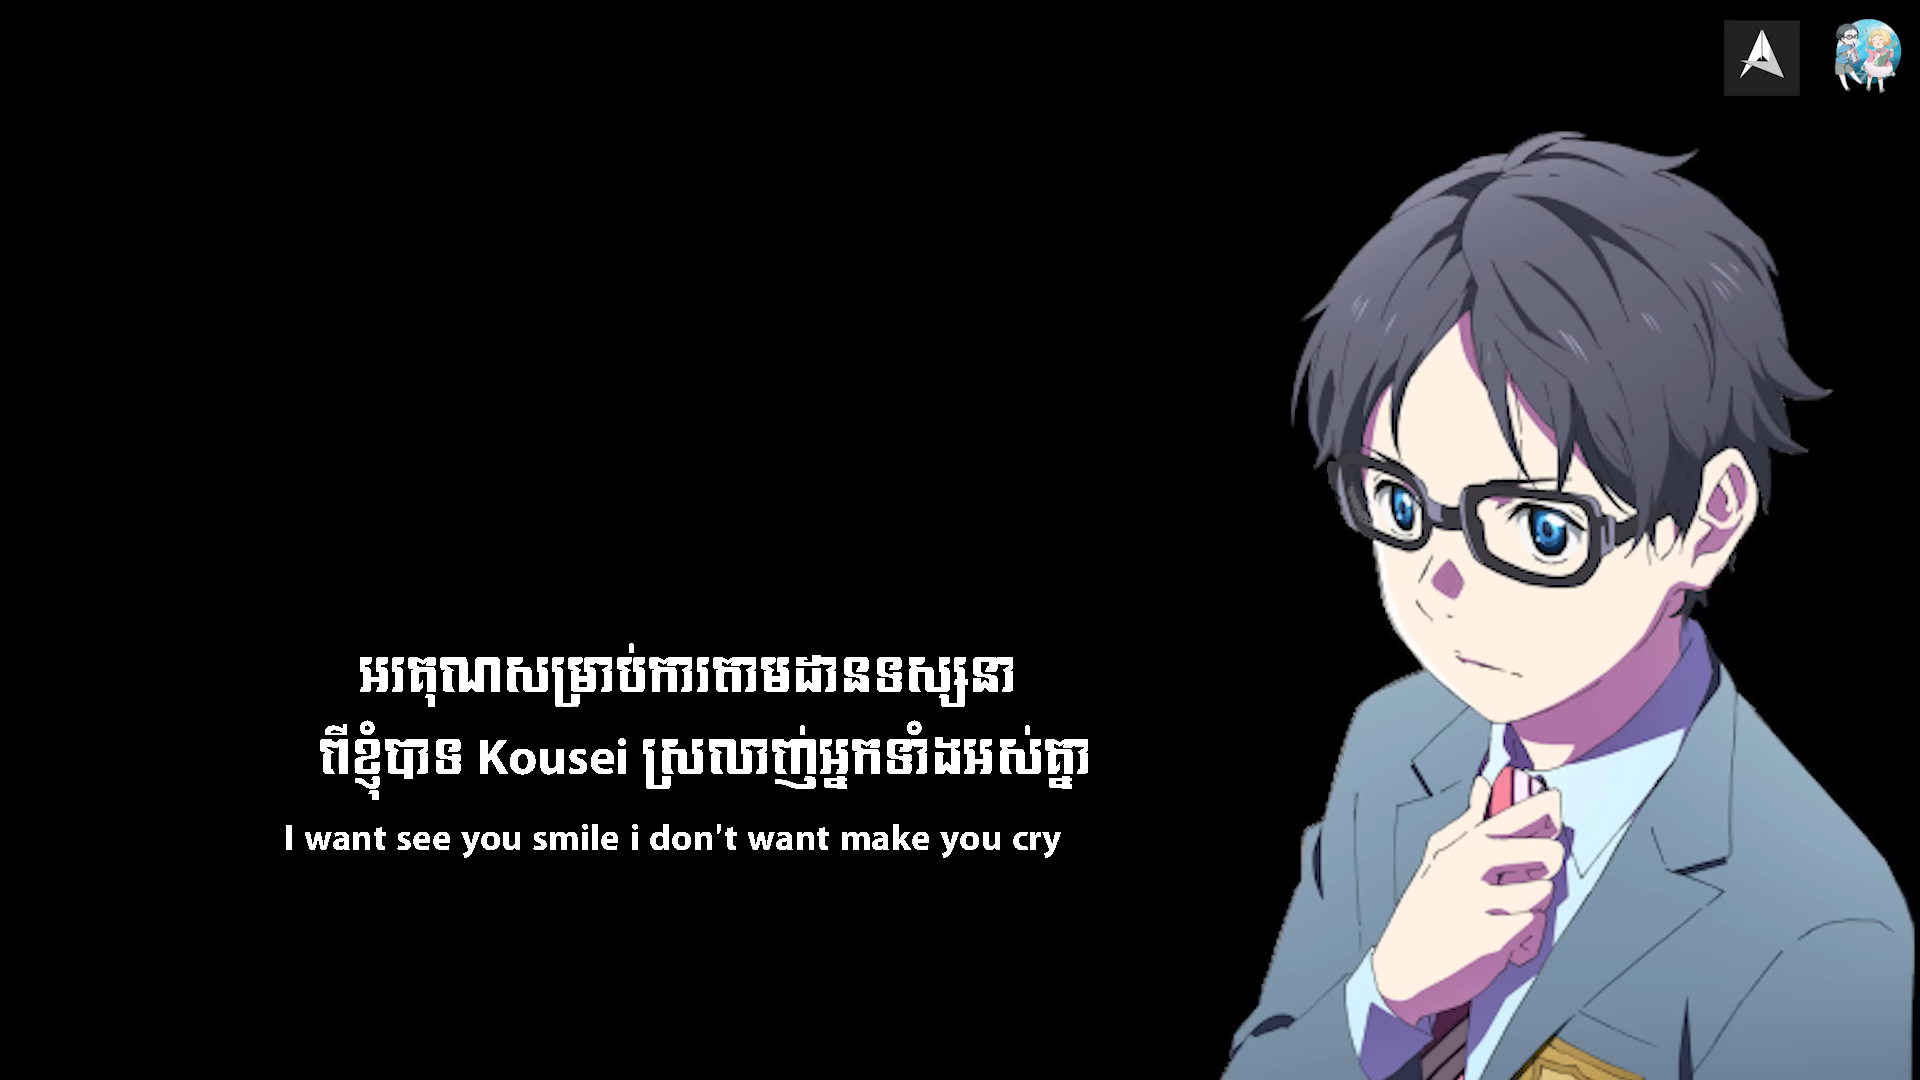 អរគុណសម្រាប់ការតាមដានទស្សនា
ពីខ្ញុំបាទ Kousei ស្រលាញ់អ្នកទាំងអស់គ្នា
I want see you smile i don't want make you cry